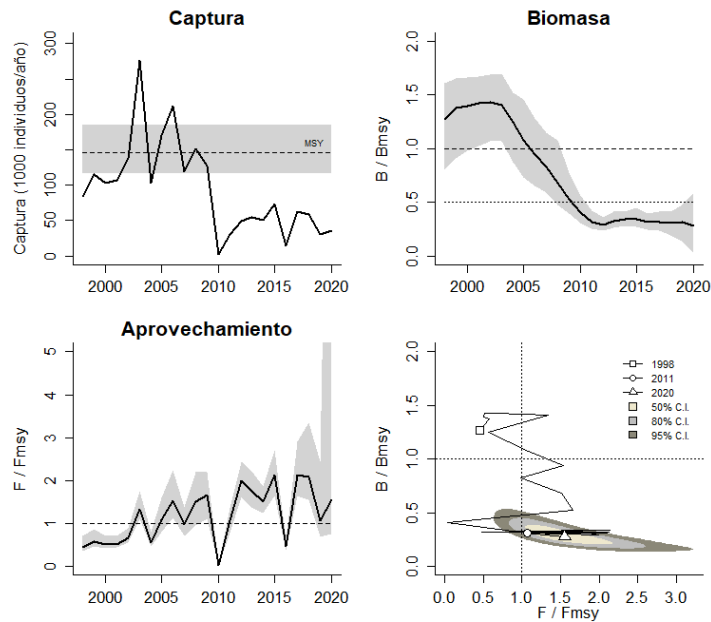 Captura
Captura (1000 individuos/año)
0 50 100 150 200 300
MSY
2000 2005 2010 2015 2020
Biomasa
B / Bmsy
0.0 0.5 1.0 1.5 2.0
2000 2005 2010 2015 2020
Aprovechamiento
F / Fmsy
0 1 2 3 4 5
2000 2005 2010 2015 2020
B / Bmsy
0.0 0.5 1.0 1.5 2.0
1998
2011
2020
50% C.I.
80% C.I.
95% C.I.
0.0 0.5 1.0 1.5 2.0 2.5 3.0
F / Fmsy